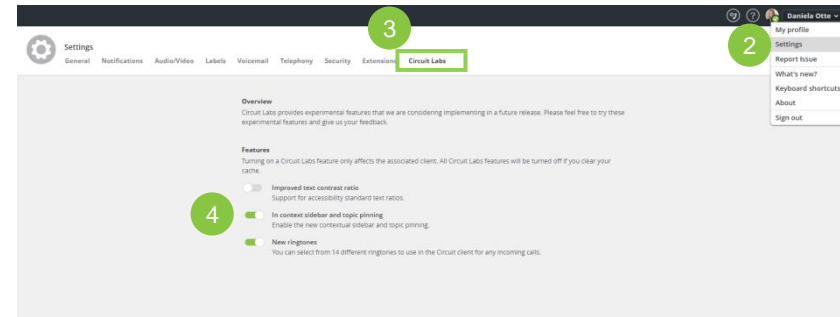 3
Daniela Otte
2
My profile
Settings
Report Issue
What's new?
Keyboard shortcuts
About
Sign out
Settings
General Notifications Audio/Video Labels Voicemail Telephony Security Extensions Circuit Labs
Overview
Circuit Labs provides experimental features that we are considering implementing in a future release. Please feel free to try these
experimental features and give us your feedback.
Features
Turning on a Circuit Labs feature only affects the associated client. All Circuit Labs features will be turned off if you clear your
cache.
Improved text contrast ratio
Support for accessibility standard text ratios.
4
In context sidebar and topic pinning
Enable the new contextual sidebar and topic pinning.
New ringtones
You can select from 14 different ringtones to use in the Circuit client for any incoming calls.